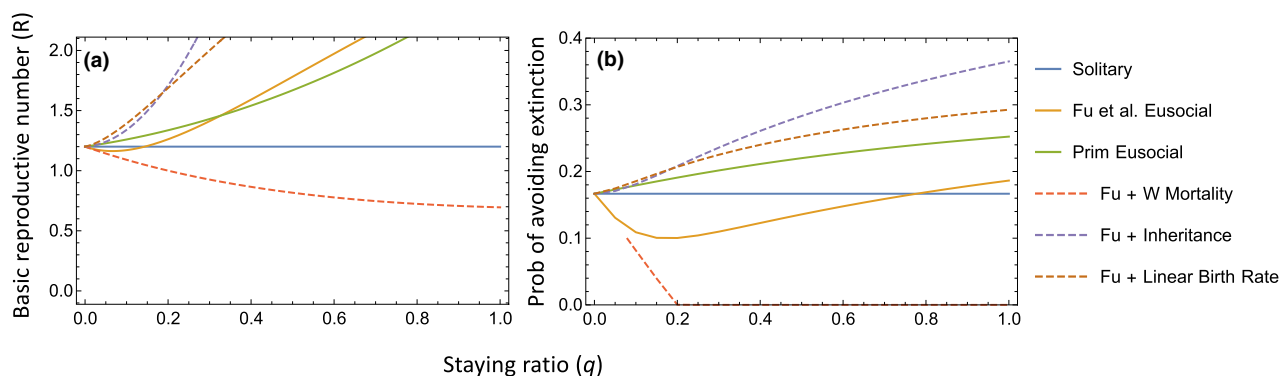 Basic reproductive number (R)
2.0
1.5
1.0
0.5
0.0
(a)
0.0 0.2 0.4 0.6 0.8 1.0
Prob of avoiding extinction
0.4
0.3
0.2
0.1
0.0
(b)
0.0 0.2 0.4 0.6 0.8 1.0
Staying ratio (q)
Solitary
Fu et al. Eusocial
Prim Eusocial
Fu + W Mortality
Fu + Inheritance
Fu + Linear Birth Rate